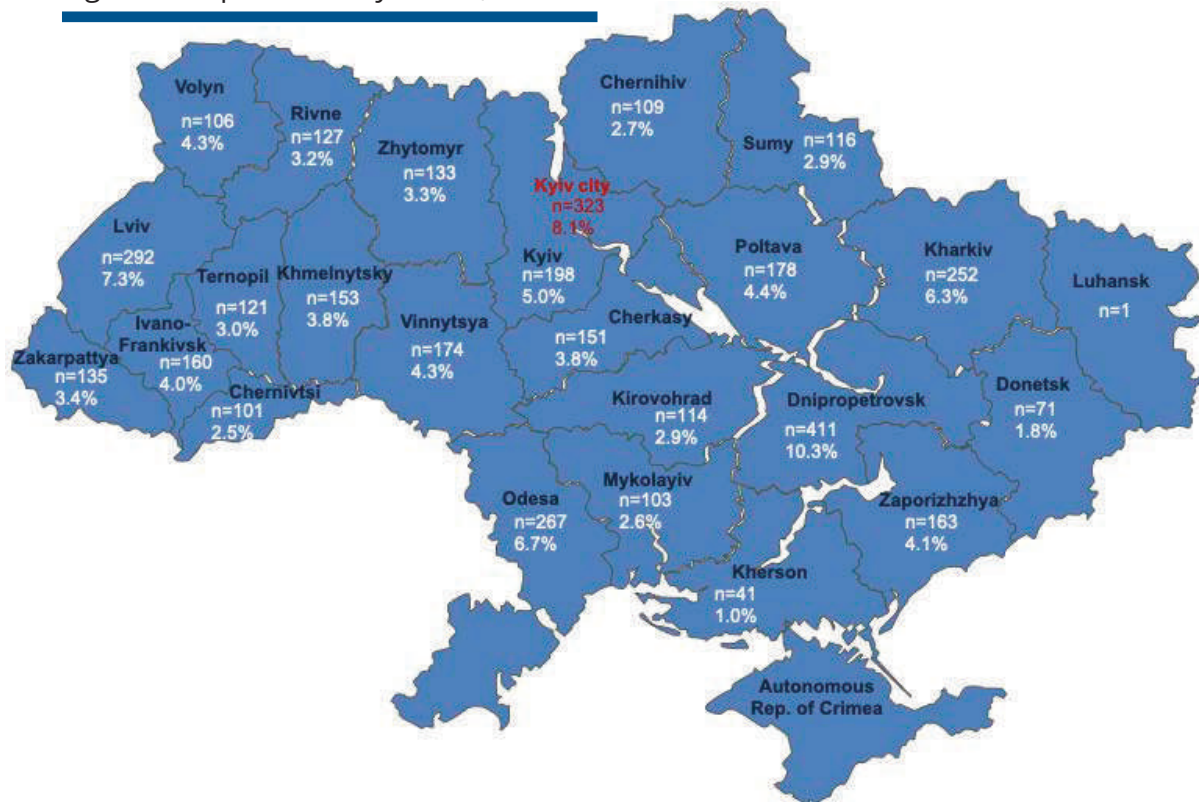 Volyn
n=106
4.3%
Rivne
n=127
3.2%
Zhytomyr
n=133
3.3%
Chernihiv
n=109
2.7%
Sumy
n=116
2.9%
Kyiv city
n=323
8.1%
Kyiv
n=198
5.0%
Lviv
n=292
7.3%
Ternopil
n=121
3.0%
Khmelnytsky
n=153
3.8%
Vinnytsya
n=174
4.3%
Cherkasy
n=151
3.8%
Poltava
n=178
4.4%
Kharkiv
n=252
6.3%
Luhansk
n=1
Zakarpattya
n=135
3.4%
Ivano-
Frankivsk
n=160
4.0%
Chernivtsi
n=101
2.5%
Kirovohrad
n=114
2.9%
Dnipropetrovsk
n=411
10.3%
Donetsk
n=71
1.8%
Odesa
n=267
6.7%
Mykolayiv
n=103
2.6%
Zaporizhzhya
n=163
4.1%
Kherson
n=41
1.0%
Autonomous
Rep. of Crimea